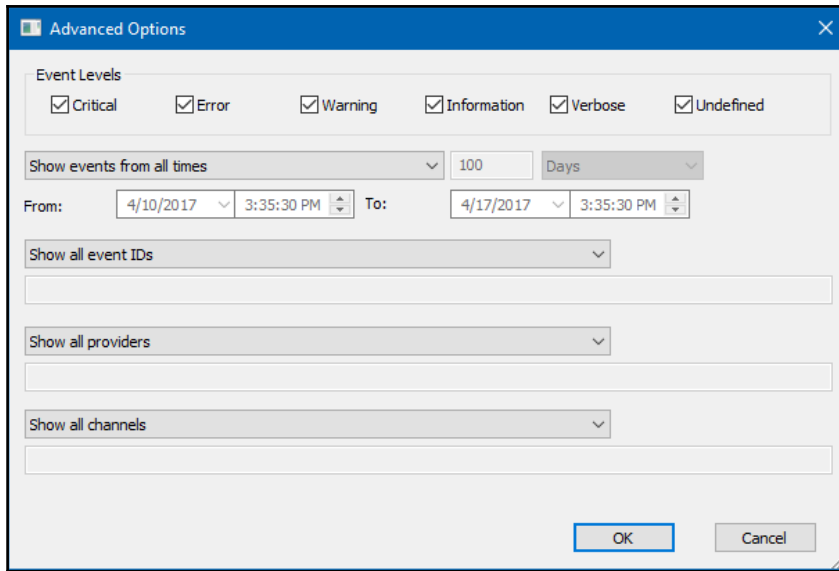 Advanced Options
Event Levels
Critical Error Warning Information Verbose Undefined
Show events from all times 100 Days
From: 4/10/2017 3:35:30 PM To: 4/17/2017 3:35:30 PM
Show all event IDs
Show all providers
Show all channels
OK Cancel